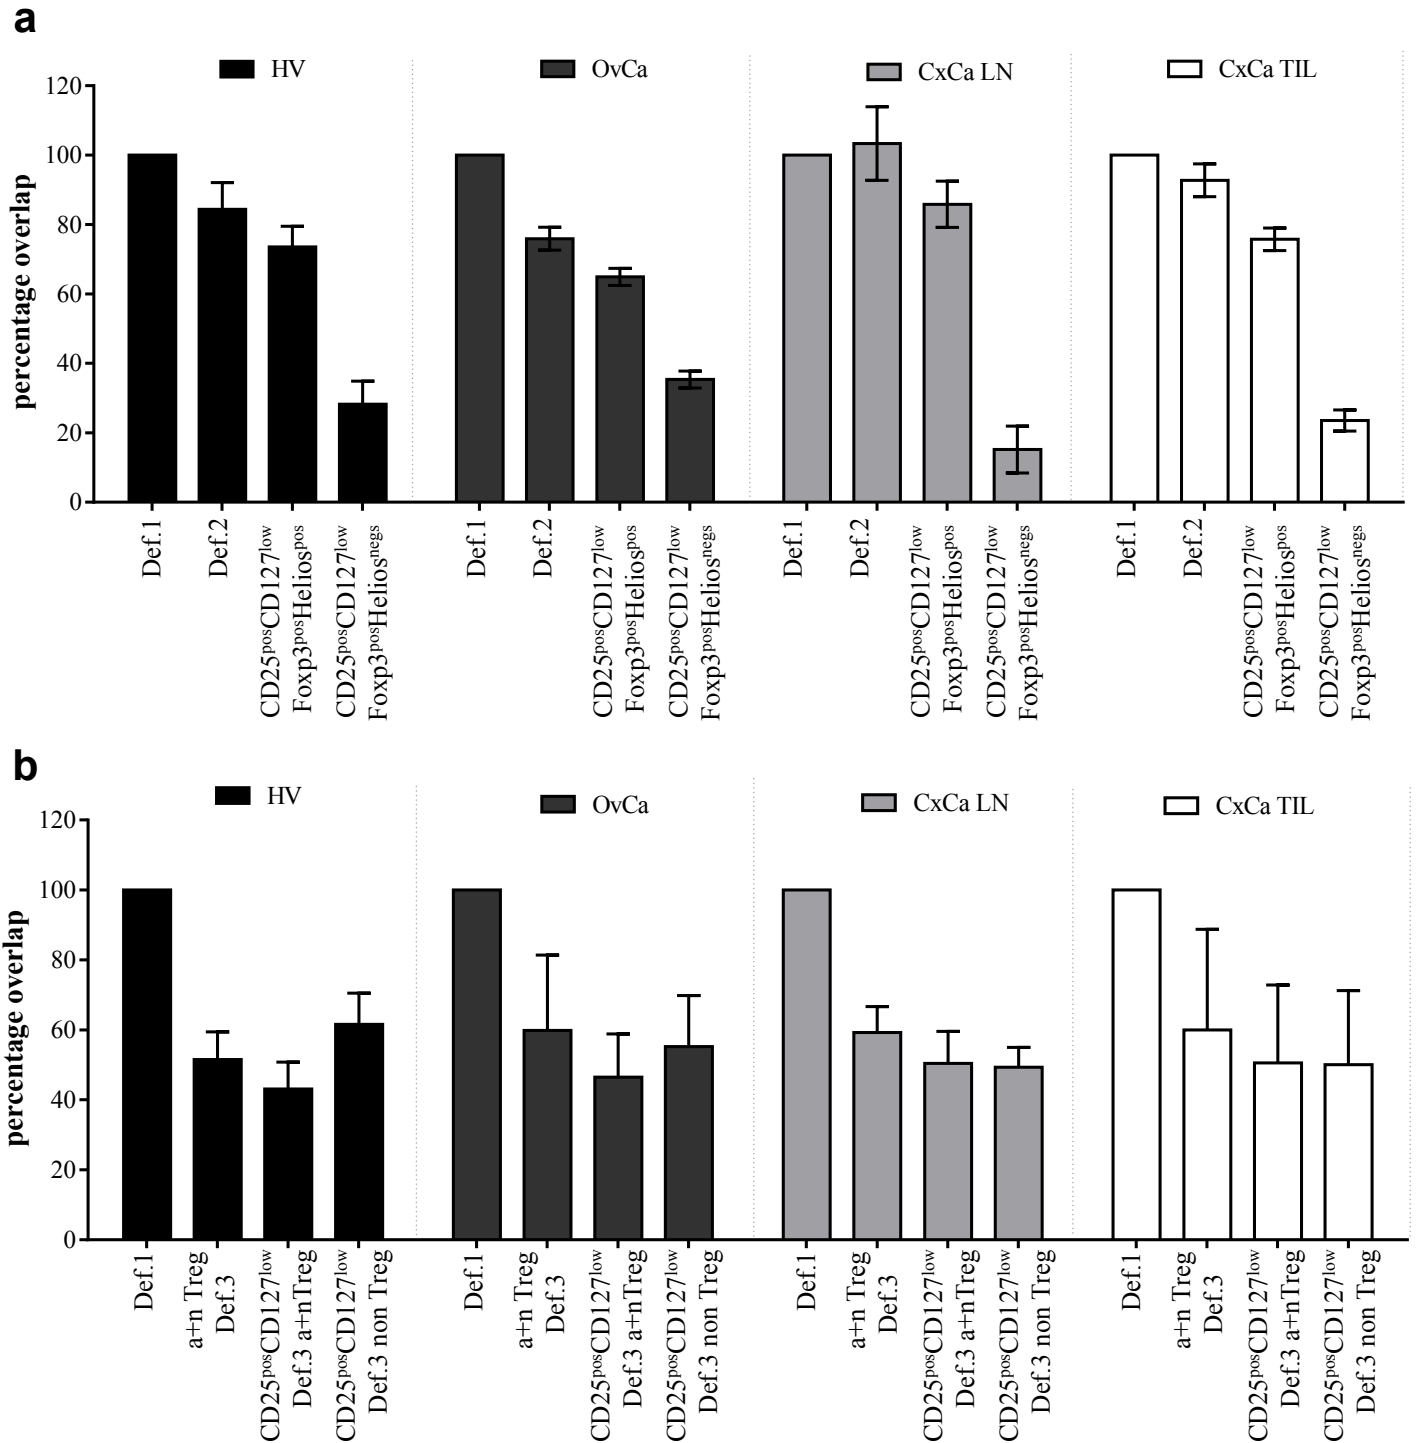 a
HV
OvCa
CxCa LN
CxCa TIL
percentage overlap
120
100
80
60
40
20
0
Def.1
Def.2
CD25posCD127low
Foxp3posHeliospos
CD25posCD127low
Foxp3posHeliosnegs
Def.1
Def.2
CD25posCD127low
Foxp3posHeliospos
CD25posCD127low
Foxp3posHeliosnegs
Def.1
Def.2
CD25posCD127low
Foxp3posHeliospos
CD25posCD127low
Foxp3posHeliosnegs
Def.1
Def.2
CD25posCD127low
Foxp3posHeliospos
CD25posCD127low
Foxp3posHeliosnegs
b
HV
OvCa
CxCa LN
CxCa TIL
percentage overlap
120
100
80
60
40
20
0
Def.1
a+n Treg
Def.3
CD25posCD127low
Def.3 a+nTreg
CD25posCD127low
Def.3 non Treg
Def.1
a+n Treg
Def.3
CD25posCD127low
Def.3 a+nTreg
CD25posCD127low
Def.3 non Treg
Def.1
a+n Treg
Def.3
CD25posCD127low
Def.3 a+nTreg
CD25posCD127low
Def.3 non Treg
Def.1
a+n Treg
Def.3
CD25posCD127low
Def.3 a+nTreg
CD25posCD127low
Def.3 non Treg